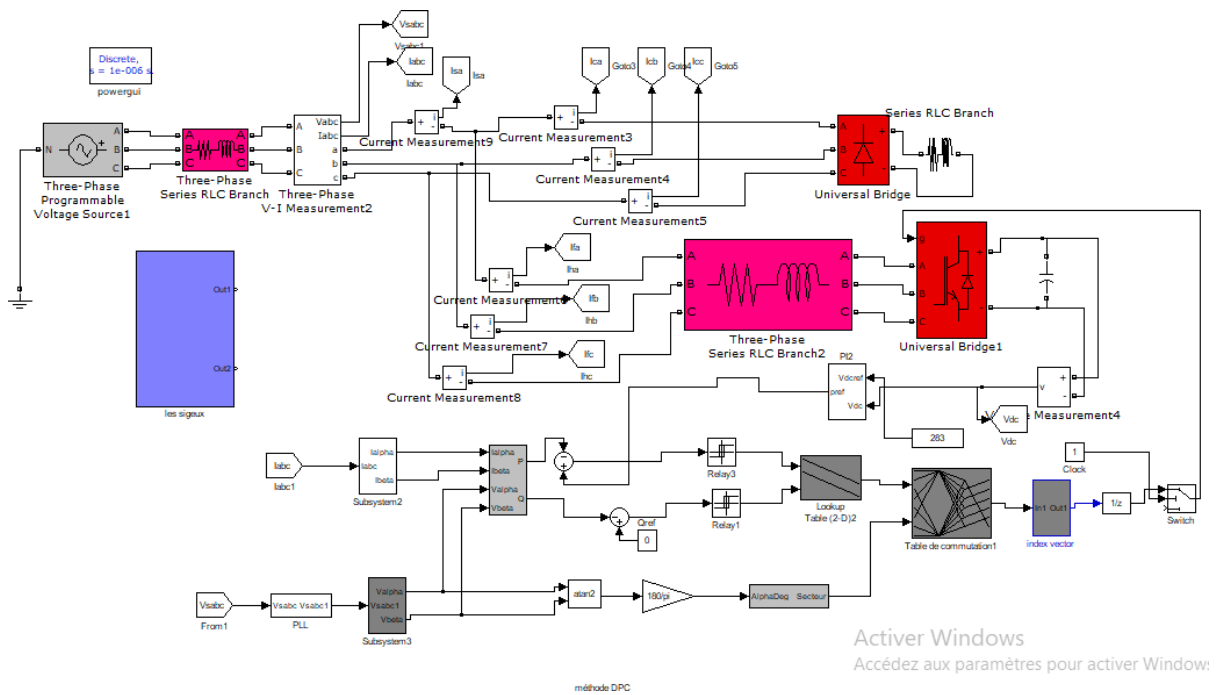 Discrete,
s = 1e-006 s.
powergui
Vsabc
Vsabc1
Iabc
Iabc
Isa
Isa
Ica
Goto3
Icb
Goto4
Icc
Goto5
N
A
B
C
Three-Phase
Programmable
Voltage Source1
A
B
C
A
B
C
Three-Phase
Series RLC Branch
A
B
C
Vabc
Iabc
a
b
c
Three-Phase
V-I Measurement2
+
-
i
Current Measurement9
+
-
i
Current Measurement3
+
-
i
Current Measurement4
+
-
i
Current Measurement5
A
B
C
+
-
Universal Bridge
Series RLC Branch
Out1
Out2
les sigeux
Ifa
Iha
+
-
i
Current Measurement
Ifb
Ihb
+
-
i
Current Measurement7
Ifc
Ihc
+
-
i
Current Measurement8
A
B
C
A
B
C
Three-Phase
Series RLC Branch2
g
A
B
C
+
-
Universal Bridge1
PI2
Vdcref
pref
Vdc
v
+
-
Measurement4
Vdc
Vdc
283
Iabc
Iabc1
Ialpha
Iabc
Ibeta
Subsystem2
Ialpha
Ibeta
Valpha
Vbeta
P
Q
Relay3
Relay1
Qref
0
Lookup
Table (2-D)2
Table de commutation1
1
Clock
In1 Out1
index vector
1/z
Switch
Vsabc
From1
Vsabc Vsabc1
PLL
Valpha
Vsabc1
Vbeta
Subsystem3
atan2
180/pi
AlphaDeg Secteur
Activer Windows
Accédez aux paramètres pour activer Windows
méthode DPC